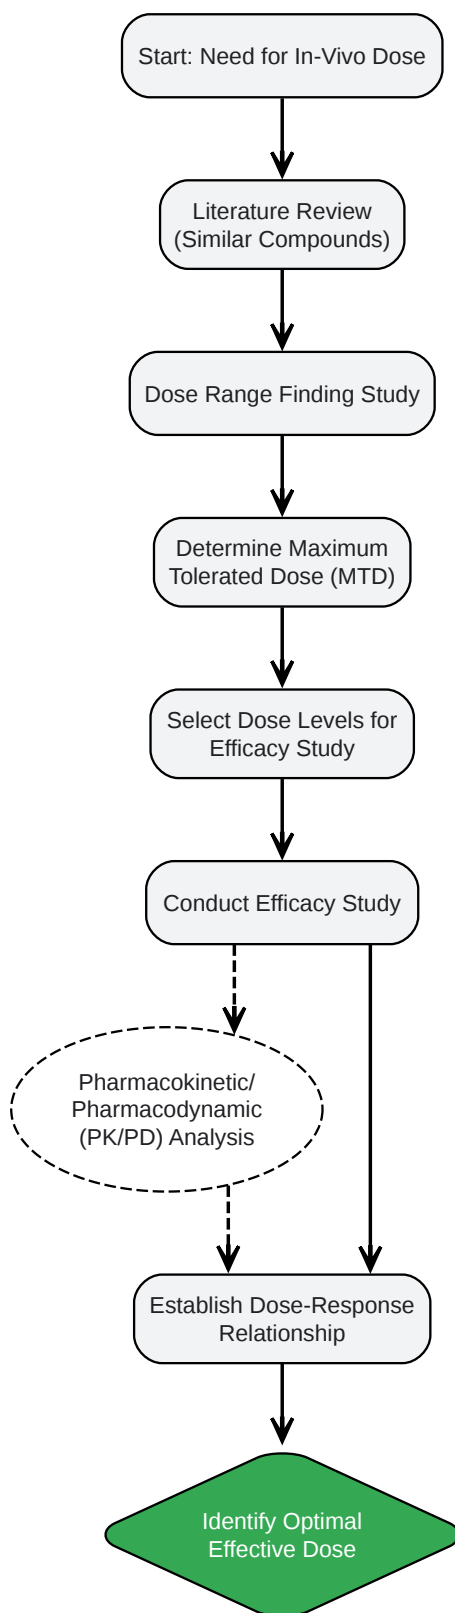 Start: Need for In-Vivo Dose
Literature Review
(Similar Compounds)
Dose Range Finding Study
Determine Maximum
Tolerated Dose (MTD)
Select Dose Levels for
Efficacy Study
Conduct Efficacy Study
Pharmacokinetic/
Pharmacodynamic
(PK/PD) Analysis
Establish Dose-Response
Relationship
Identify Optimal
Effective Dose